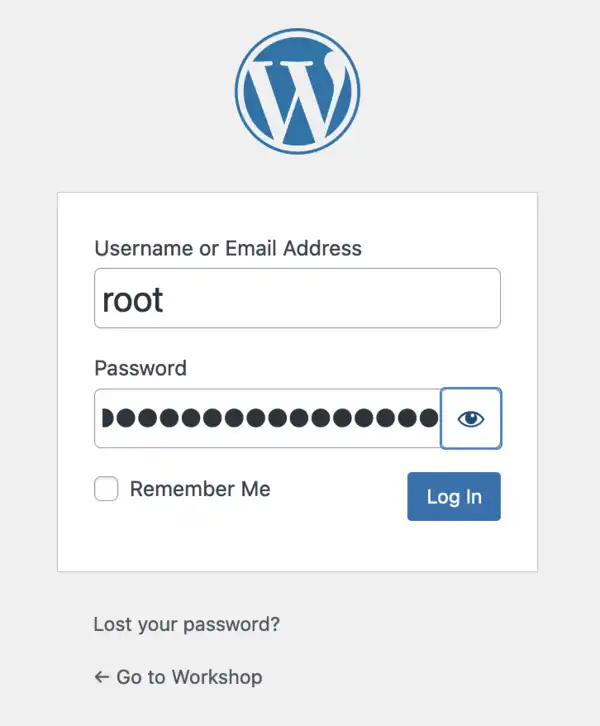 Username or Email Address
root
Password
Remember Me
Log In
Lost your password?
← Go to Workshop